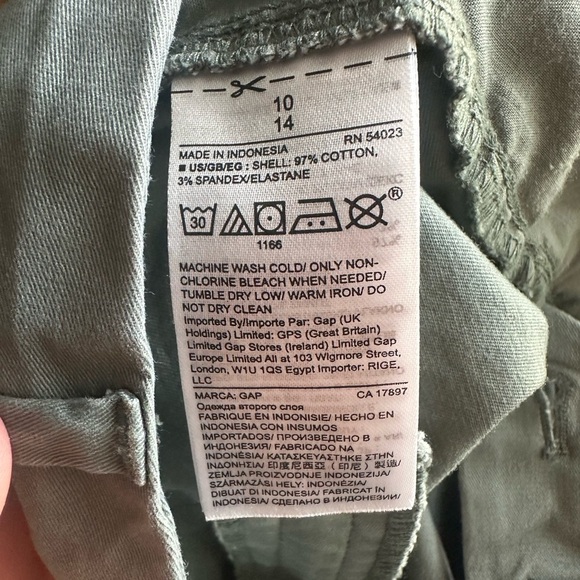 10
14
RN 54023
MADE IN INDONESIA
■ US/GB/EG : SHELL: 97% COTTON,
3% SPANDEX/ELASTANE
30
®
1166
MACHINE WASH COLD/ ONLY NON-
CHLORINE BLEACH WHEN NEEDED/
TUMBLE DRY LOW/ WARM IRON/ DO
NOT DRY CLEAN
Imported By/Importe Par: Gap (UK
Holdings) Limited: GPS (Great Britain)
Limited Gap Stores (Ireland) Limited Gap
Europe Limited All at 103 Wigmore Street,
London, W1U 1QS Egypt Importer: RIGE,
LLC
MARCA: GAP CA 17897
Одежда второго слоя
FABRIQUE EN INDONISIE/ HECHO EN
INDONESIA CON INSUMOS
IMPORTADOS/ ПРОИЗВЕДЕНО В
ИНДОНЕЗИЯ/ FABRICADO NA
INDONÉSIA/ ΚΑΤΑΣΚΕΥΑΣΤΗΚΕ ΣΤΗΝ
ΙΝΔΟΝΗΣΙΑ/ 印度尼西亞 (印尼) 製造/
ZEMLJA PROIZVODNJE INDONEZIJA/
SZÁRMAZÁSI HELY: INDONÉZIA/
DIBUAT DI INDONESIA/ FABRICAT ÎN
INDONEZIA/ СДЕЛАНО В ИНДОНЕЗИИ/